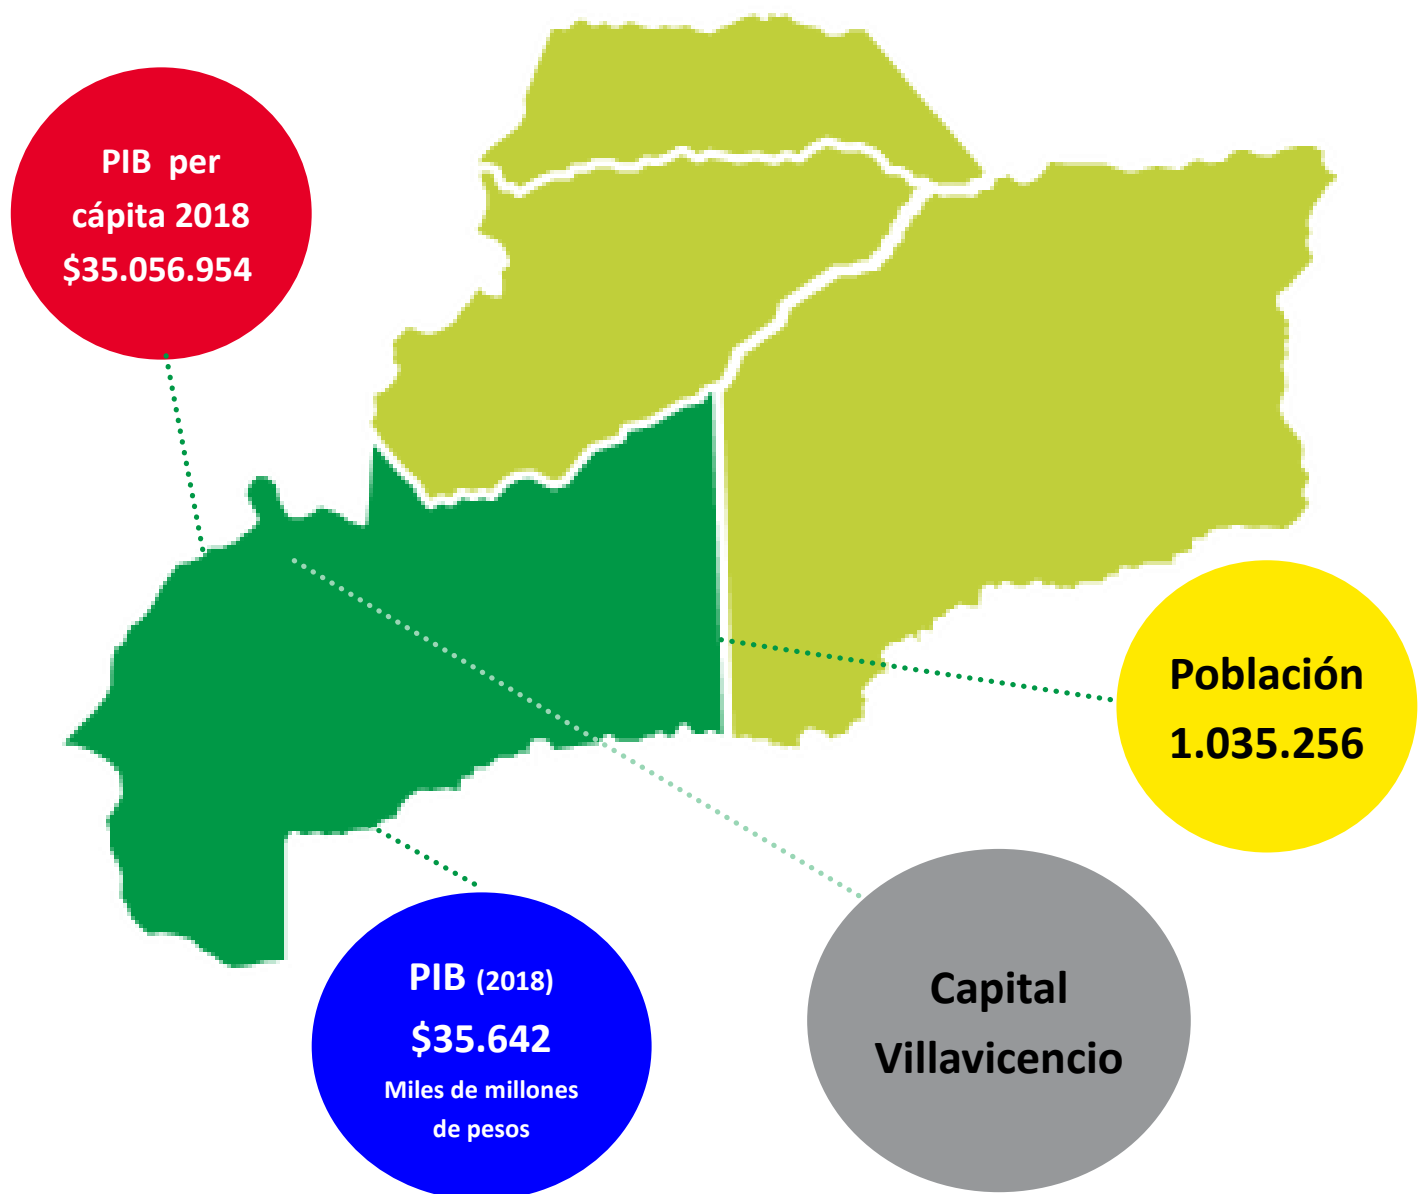 PIB per
cápita 2018
$35.056.954
Población
1.035.256
PIB (2018)
$35.642
Miles de millones
de pesos
Capital
Villavicencio